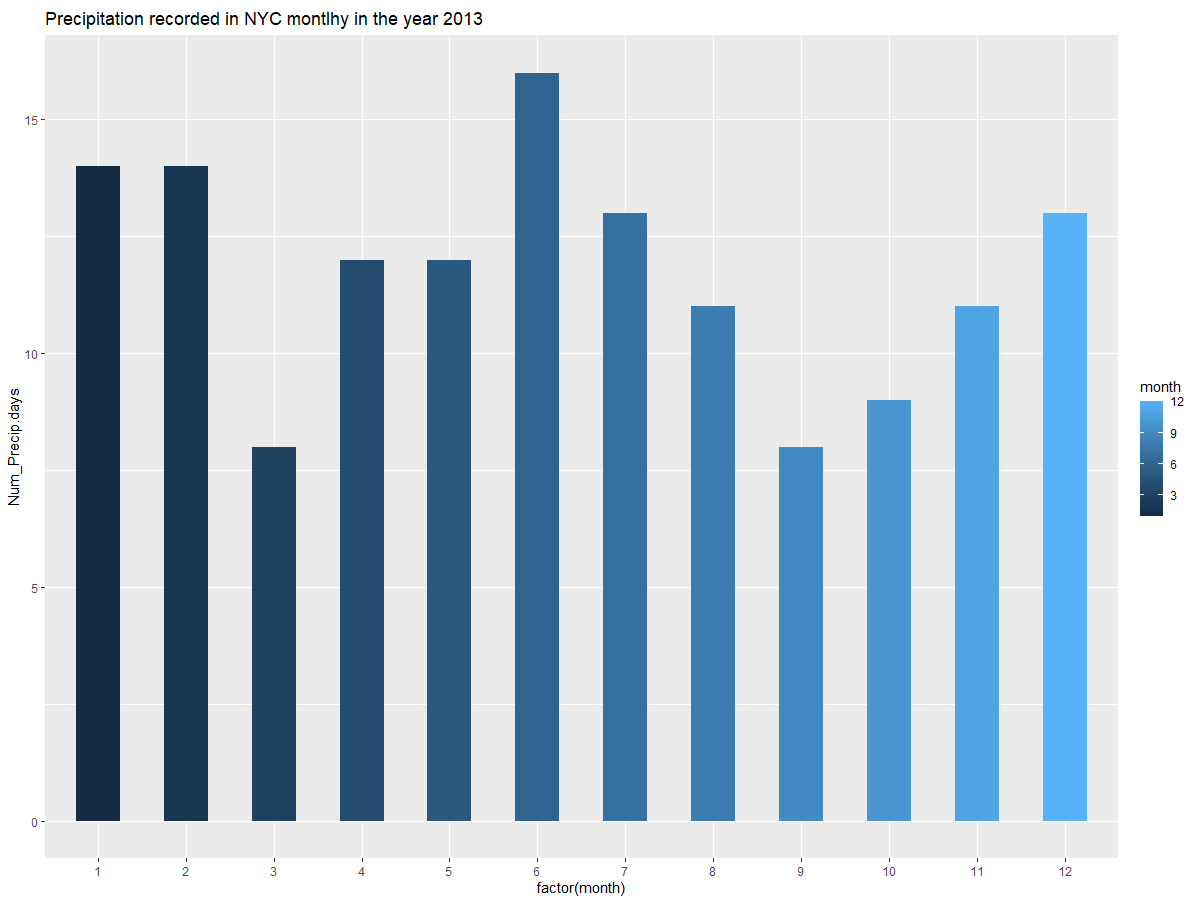 Precipitation recorded in NYC montlhy in the year 2013
15
10
5
0
Num_Precip.days
1 2 3 4 5 6 7 8 9 10 11 12
factor(month)
month
12
9
6
3